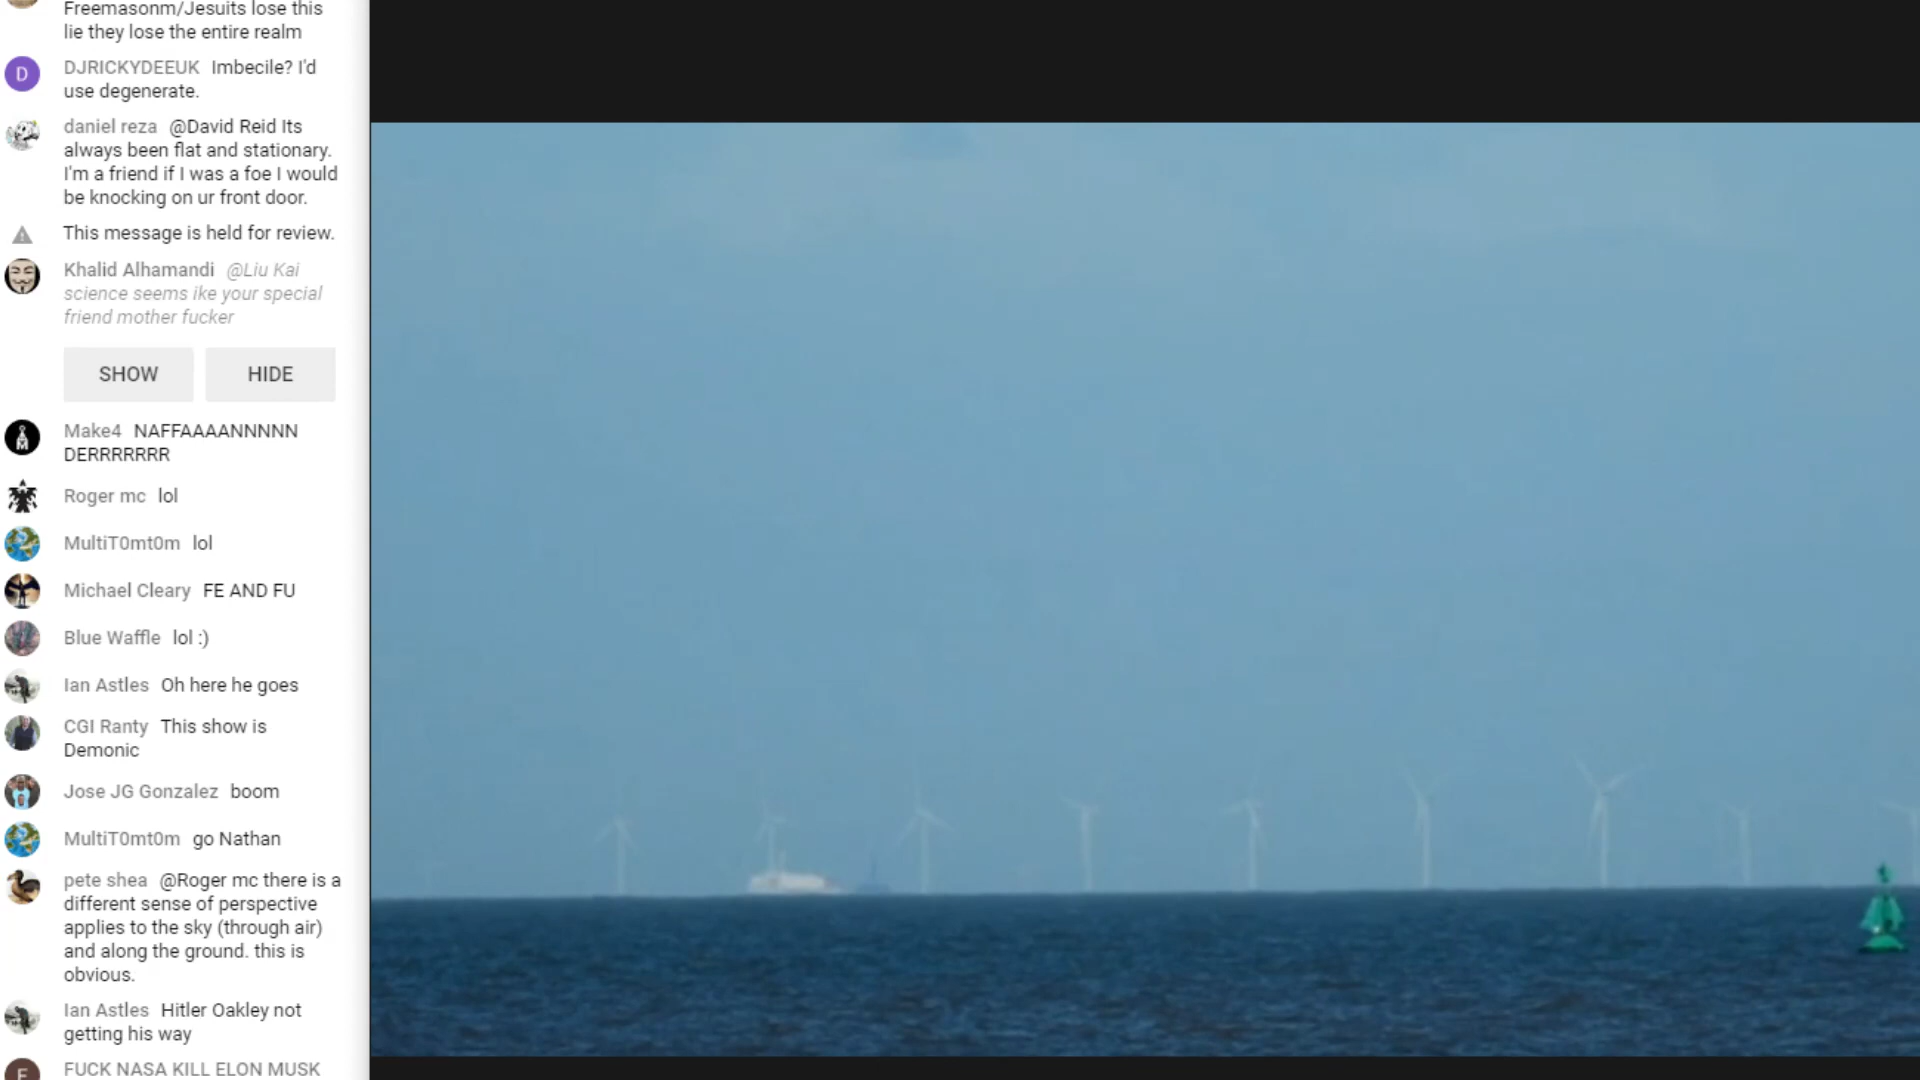 Freemasonm/Jesuits lose this
lie they lose the entire realm
D
DJRICKYDEEUK Imbecile? I'd
use degenerate.
daniel reza @David Reid Its
always been flat and stationary.
I'm a friend if I was a foe I would
be knocking on ur front door.
This message is held for review.
Khalid Alhamandi @Liu Kai
science seems ike your special
friend mother fucker
SHOW HIDE
Make4 NAFFAAAANNNNN
DERRRRRRR
Roger mc lol
MultiT0mt0m lol
Michael Cleary FE AND FU
Blue Waffle lol :)
Ian Astles Oh here he goes
CGI Ranty This show is
Demonic
Jose JG Gonzalez boom
MultiT0mt0m go Nathan
pete shea @Roger mc there is a
different sense of perspective
applies to the sky (through air)
and along the ground. this is
obvious.
Ian Astles Hitler Oakley not
getting his way
F
FUCK NASA KILL ELON MUSK